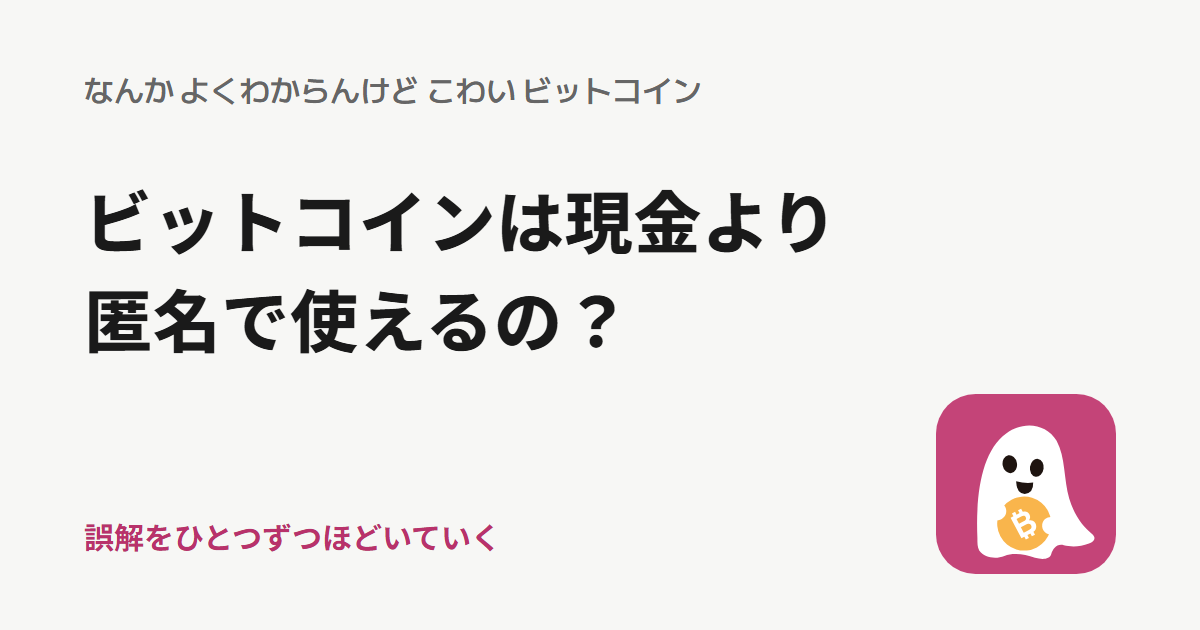 なんか よくわからんけど こわい ビットコイン
ビットコインは現金より
匿名で使えるの？
誤解をひとつずつほどいていく